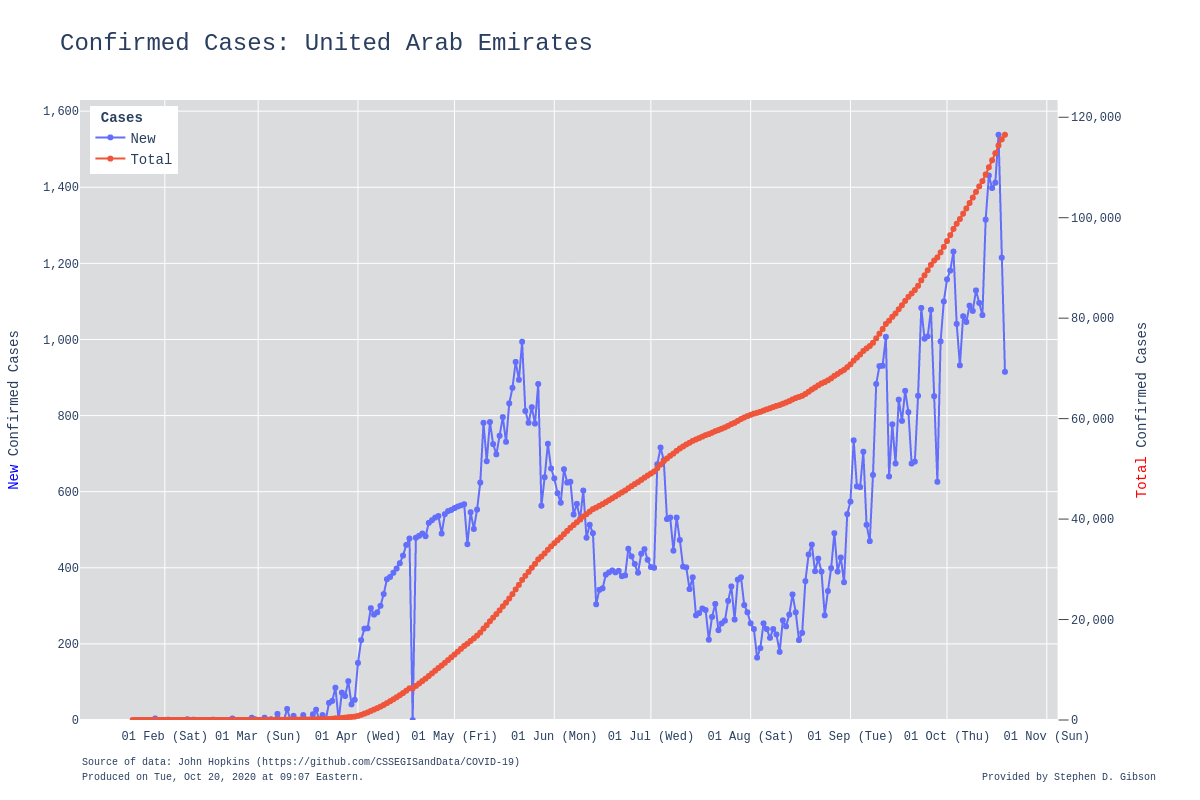 Confirmed Cases: United Arab Emirates
Cases
New
Total
1,600
1,400
1,200
1,000
800
600
400
200
0
120,000
100,000
80,000
60,000
40,000
20,000
0
New Confirmed Cases
Total Confirmed Cases
01 Feb (Sat) 01 Mar (Sun) 01 Apr (Wed) 01 May (Fri) 01 Jun (Mon) 01 Jul (Wed) 01 Aug (Sat) 01 Sep (Tue) 01 Oct (Thu) 01 Nov (Sun)
Source of data: John Hopkins (https://github.com/CSSEGISandData/COVID-19)
Produced on Tue, Oct 20, 2020 at 09:07 Eastern.
Provided by Stephen D. Gibson